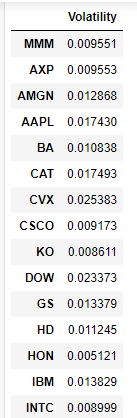 Volatility
MMM 0.009551
AXP 0.009553
AMGN 0.012868
AAPL 0.017430
BA 0.010838
CAT 0.017493
CVX 0.025383
CSCO 0.009173
KO 0.008611
DOW 0.023373
GS 0.013379
HD 0.011245
HON 0.005121
IBM 0.013829
INTC 0.008999